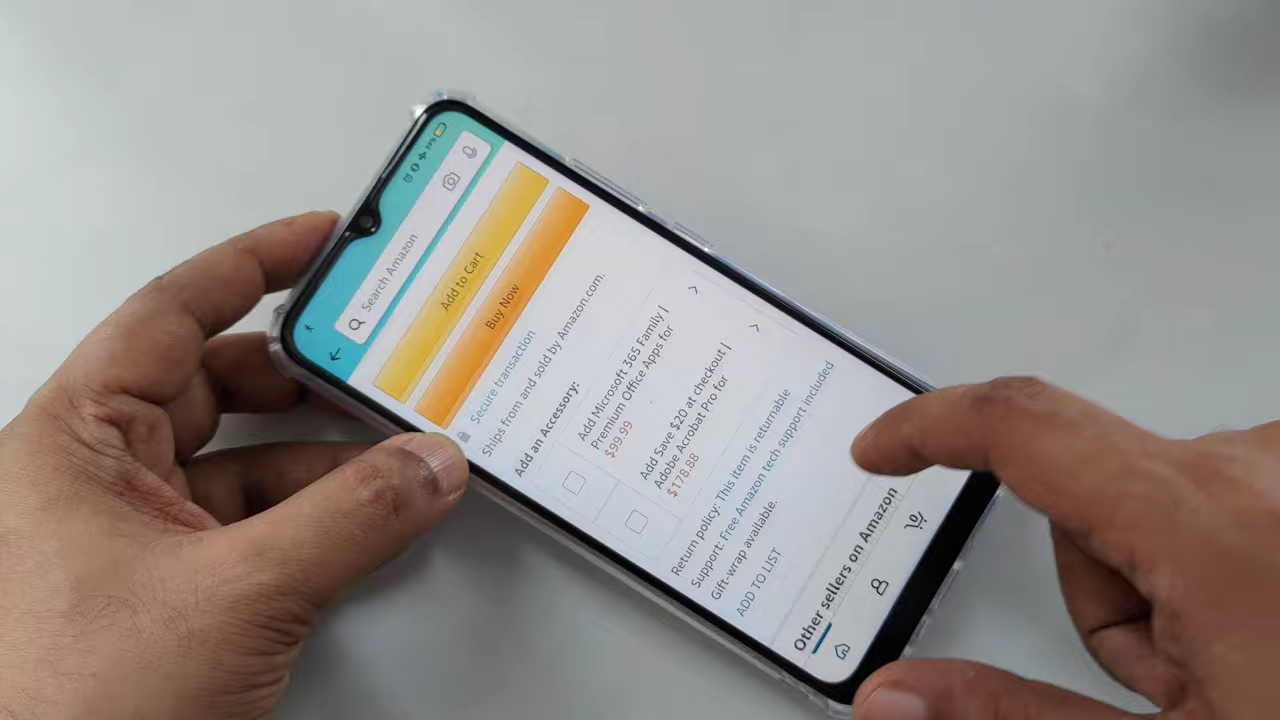 39%
Search Amazon
Add to Cart
Buy Now
Secure transaction
Ships from and sold by Amazon.com.
Add an Accessory:
Add Microsoft 365 Family |
Premium Office Apps for
$99.99
Add Save $20 at checkout |
Adobe Acrobat Pro for
$178.88
Return policy: This item is returnable
Support: Free Amazon tech support included
Gift-wrap available.
ADD TO LIST
Other sellers on Amazon
0